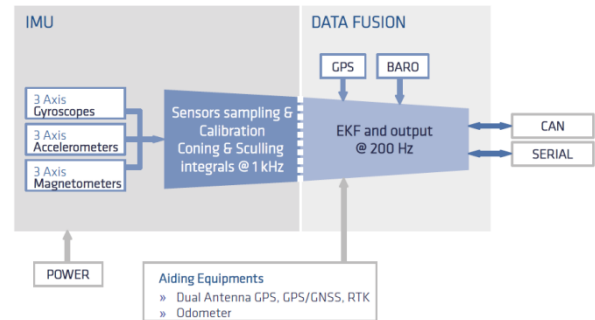 IMU
DATA FUSION
GPS
BARO
3 Axis
Gyroscopes
3 Axis
Accelerometers
3 Axis
Magnetometers
Sensors sampling &
Calibration
Coning & Sculling
integrals @ 1 kHz
EKF and output
@ 200 Hz
CAN
SERIAL
POWER
Aiding Equipments
» Dual Antenna GPS, GPS/GNSS, RTK
» Odometer